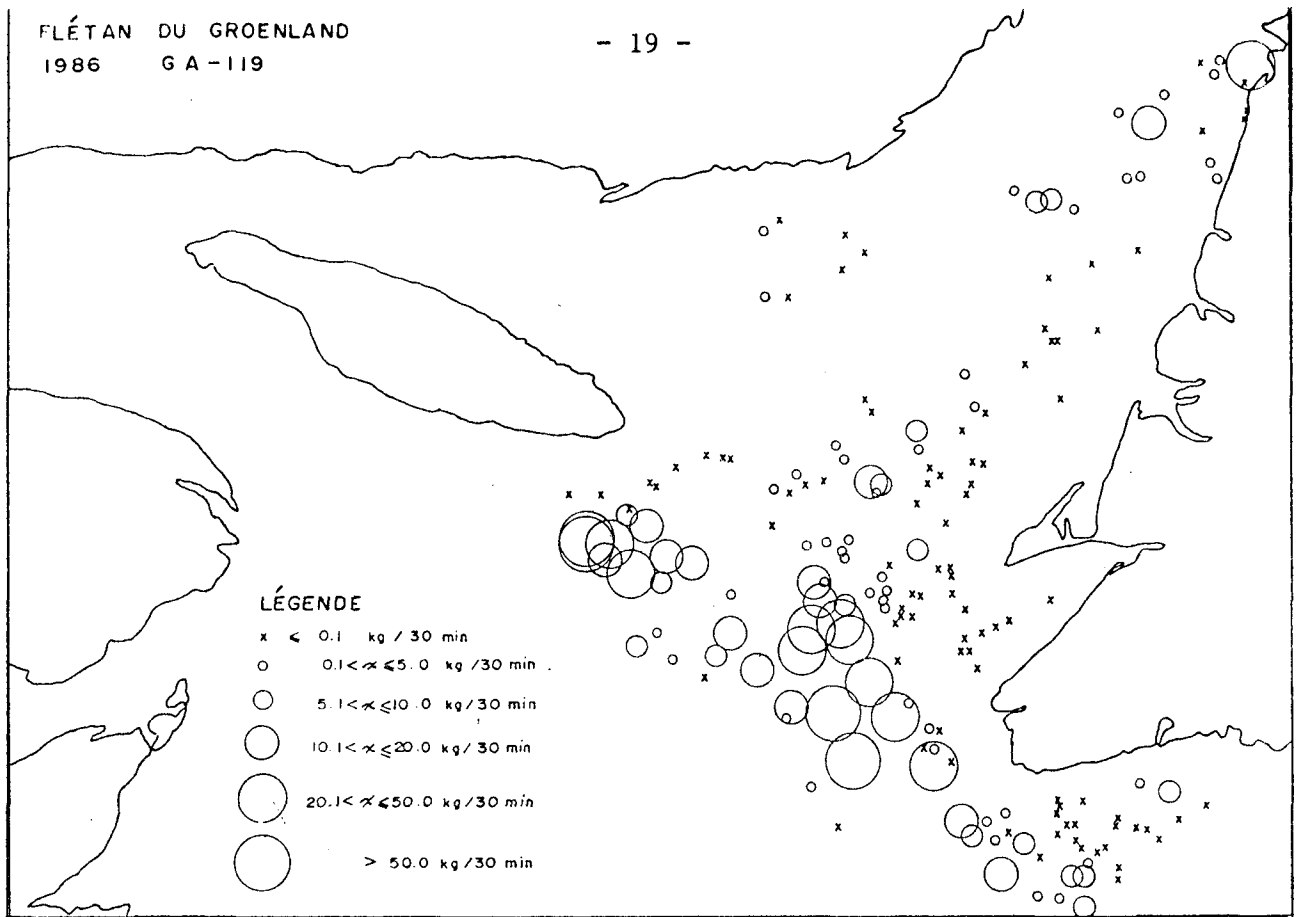 FLÉTAN DU GROENLAND
- 19 -
1986 GA-119
LÉGENDE
x ≤ 0.1 kg / 30 min
0.1 < x ≤ 5.0 kg / 30 min
5.1 < x ≤ 10.0 kg / 30 min
10.1 < x ≤ 20.0 kg / 30 min
20.1 < x ≤ 50.0 kg / 30 min
> 50.0 kg / 30 min